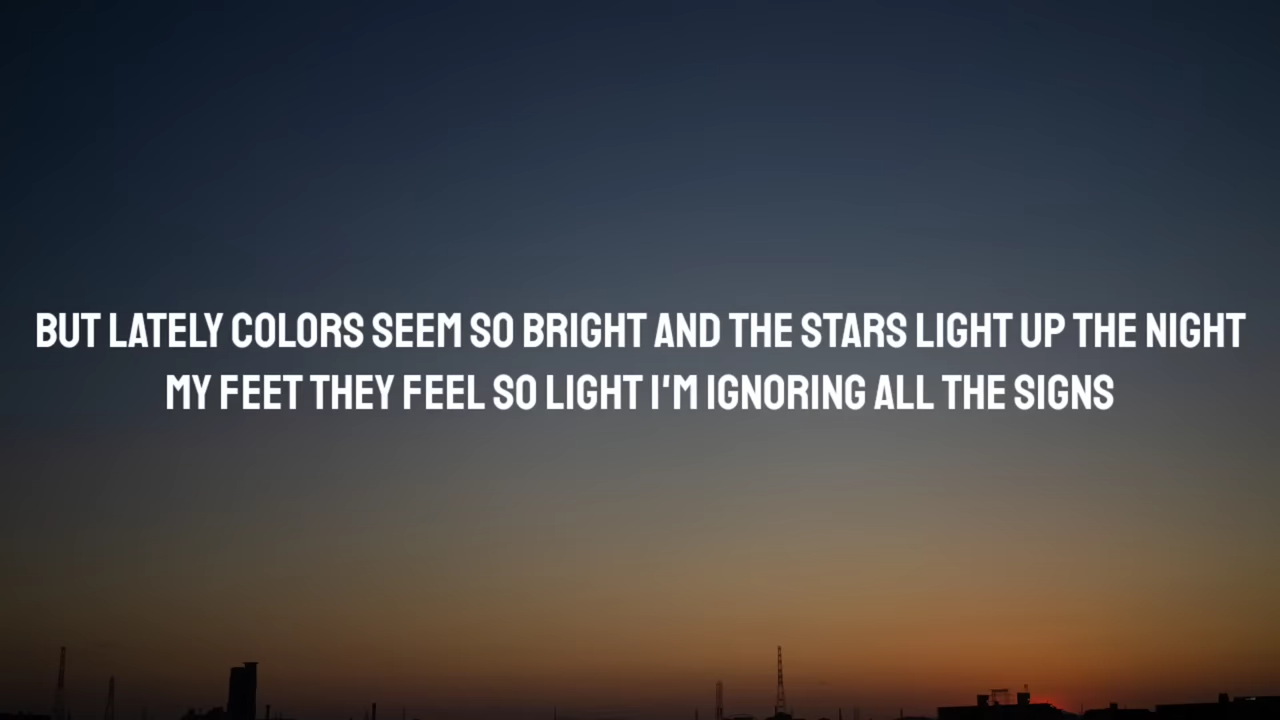 BUT LATELY COLORS SEEM SO BRIGHT AND THE STARS LIGHT UP THE NIGHT
MY FEET THEY FEEL SO LIGHT I'M IGNORING ALL THE SIGNS